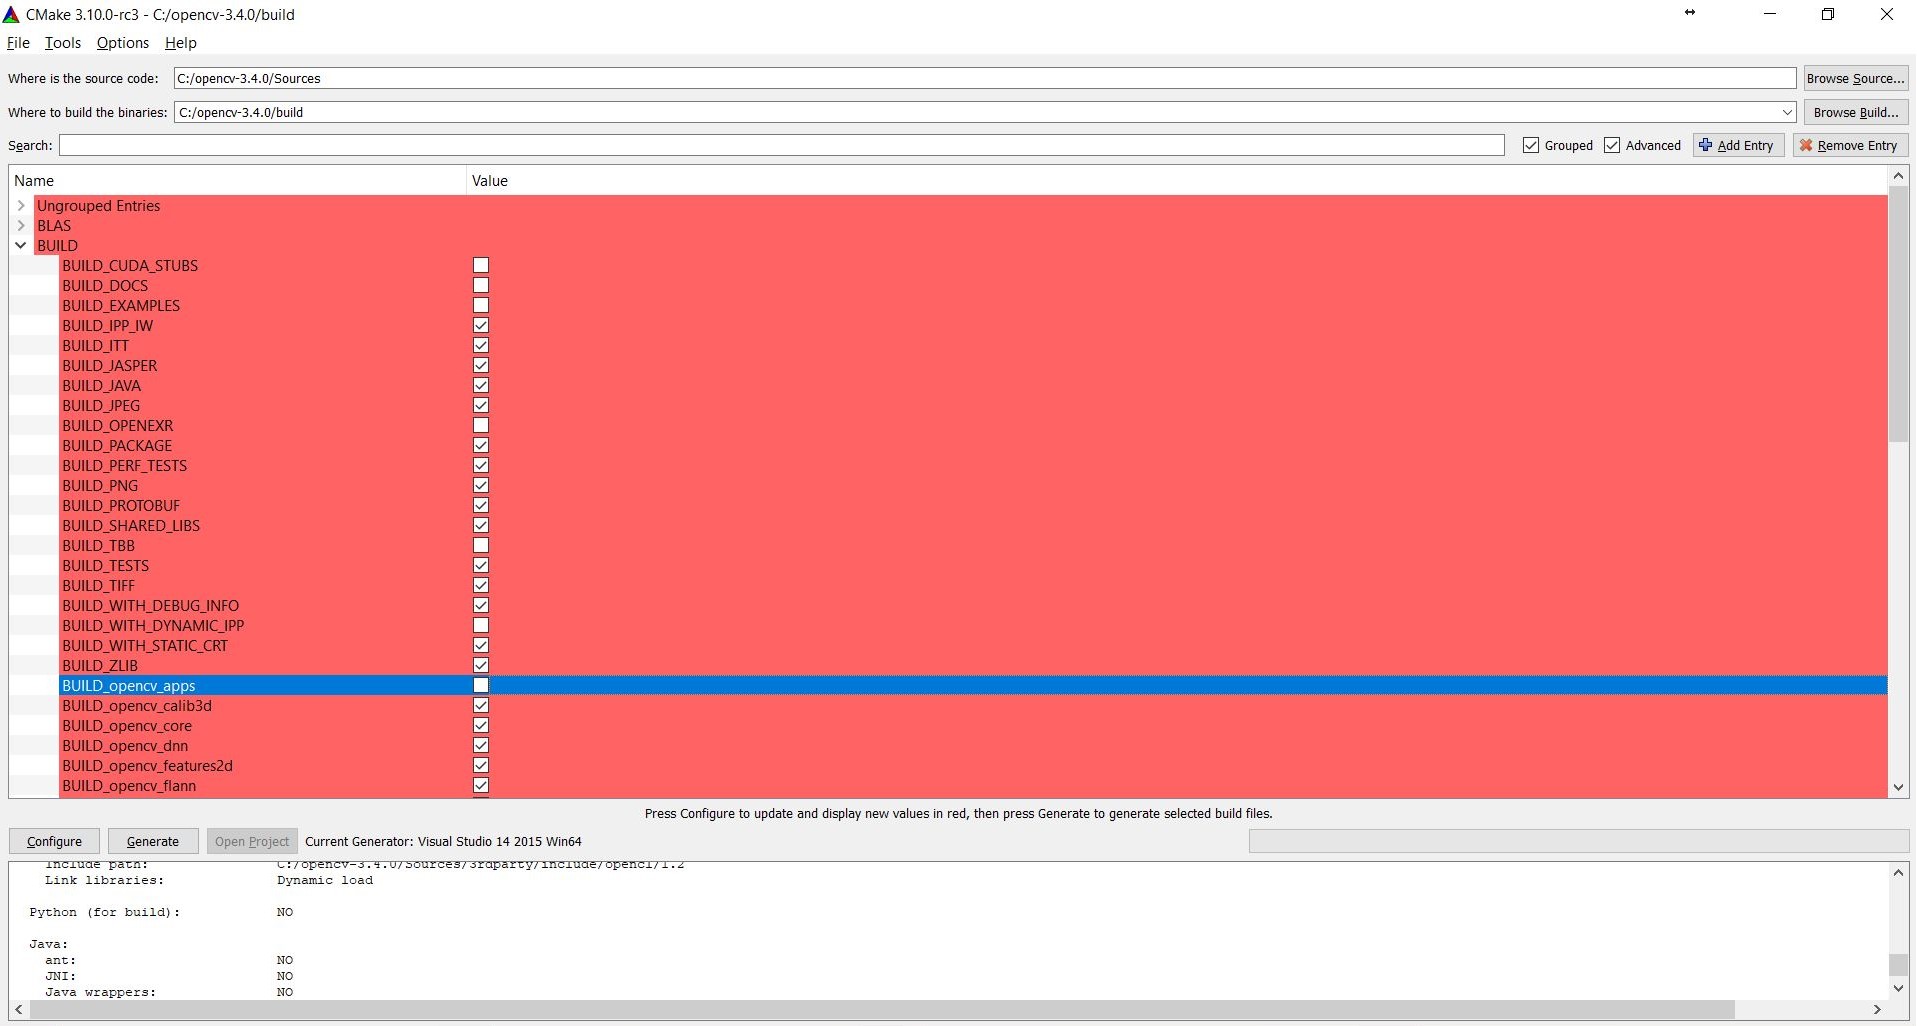 CMake 3.10.0-rc3 - C:/opencv-3.4.0/build
File Tools Options Help
Where is the source code: C:/opencv-3.4.0/Sources Browse Source...
Where to build the binaries: C:/opencv-3.4.0/build Browse Build...
Search: Grouped Advanced Add Entry Remove Entry
Name Value
Ungrouped Entries
BLAS
BUILD
BUILD_CUDA_STUBS
BUILD_DOCS
BUILD_EXAMPLES
BUILD_IPP_IW
BUILD_ITT
BUILD_JASPER
BUILD_JAVA
BUILD_JPEG
BUILD_OPENEXR
BUILD_PACKAGE
BUILD_PERF_TESTS
BUILD_PNG
BUILD_PROTOBUF
BUILD_SHARED_LIBS
BUILD_TBB
BUILD_TESTS
BUILD_TIFF
BUILD_WITH_DEBUG_INFO
BUILD_WITH_DYNAMIC_IPP
BUILD_WITH_STATIC_CRT
BUILD_ZLIB
BUILD_opencv_apps
BUILD_opencv_calib3d
BUILD_opencv_core
BUILD_opencv_dnn
BUILD_opencv_features2d
BUILD_opencv_flann
Press Configure to update and display new values in red, then press Generate to generate selected build files.
Configure Generate Open Project Current Generator: Visual Studio 14 2015 Win64
Include path: C:/opencv-3.4.0/Sources/3rdparty/include/opencl/1.2
Link libraries: Dynamic load
Python (for build): NO
Java:
ant: NO
JNI: NO
Java wrappers: NO